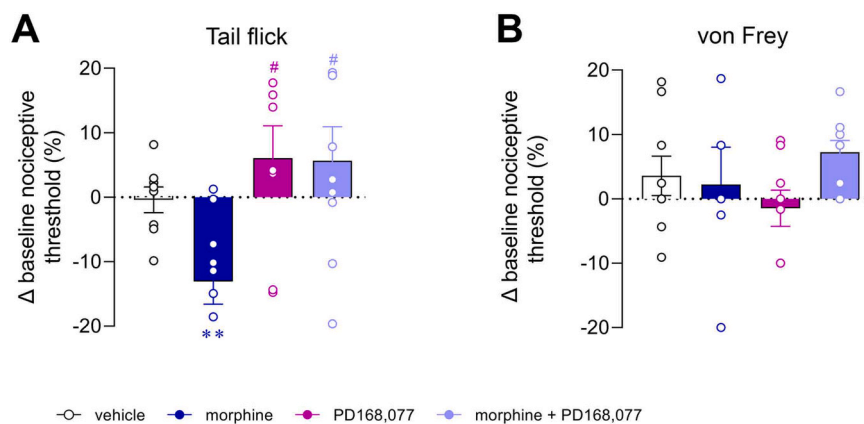 A
Tail flick
Δ baseline nociceptive
threshold (%)
20
10
0
-10
-20
#
#
**
B
von Frey
Δ baseline nociceptive
threshold (%)
20
10
0
-10
-20
vehicle morphine PD168,077 morphine + PD168,077